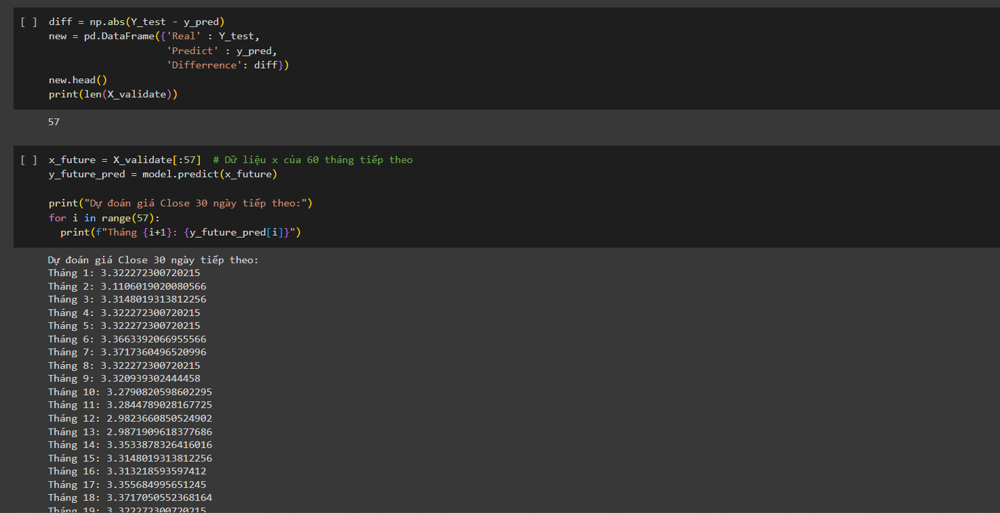 [ ] diff = np.abs(Y_test - y_pred)
new = pd.DataFrame({'Real' : Y_test,
'Predict' : y_pred,
'Differrence': diff})
new.head()
print(len(X_validate))
57
[ ] x_future = X_validate[:57]  # Dữ liệu x của 60 tháng tiếp theo
y_future_pred = model.predict(x_future)
print("Dự đoán giá Close 30 ngày tiếp theo:")
for i in range(57):
print(f"Tháng {i+1}: {y_future_pred[i]}")
Dự đoán giá Close 30 ngày tiếp theo:
Tháng 1: 3.322272300720215
Tháng 2: 3.1106019020080566
Tháng 3: 3.3148019313812256
Tháng 4: 3.322272300720215
Tháng 5: 3.322272300720215
Tháng 6: 3.3663392066955566
Tháng 7: 3.3717360496520996
Tháng 8: 3.322272300720215
Tháng 9: 3.320939302444458
Tháng 10: 3.2790820598602295
Tháng 11: 3.2844789028167725
Tháng 12: 2.9823660850524902
Tháng 13: 2.9871909618377686
Tháng 14: 3.3533878326416016
Tháng 15: 3.3148019313812256
Tháng 16: 3.313218593597412
Tháng 17: 3.355684995651245
Tháng 18: 3.3717050552368164
Tháng 19: 3.322272300720215